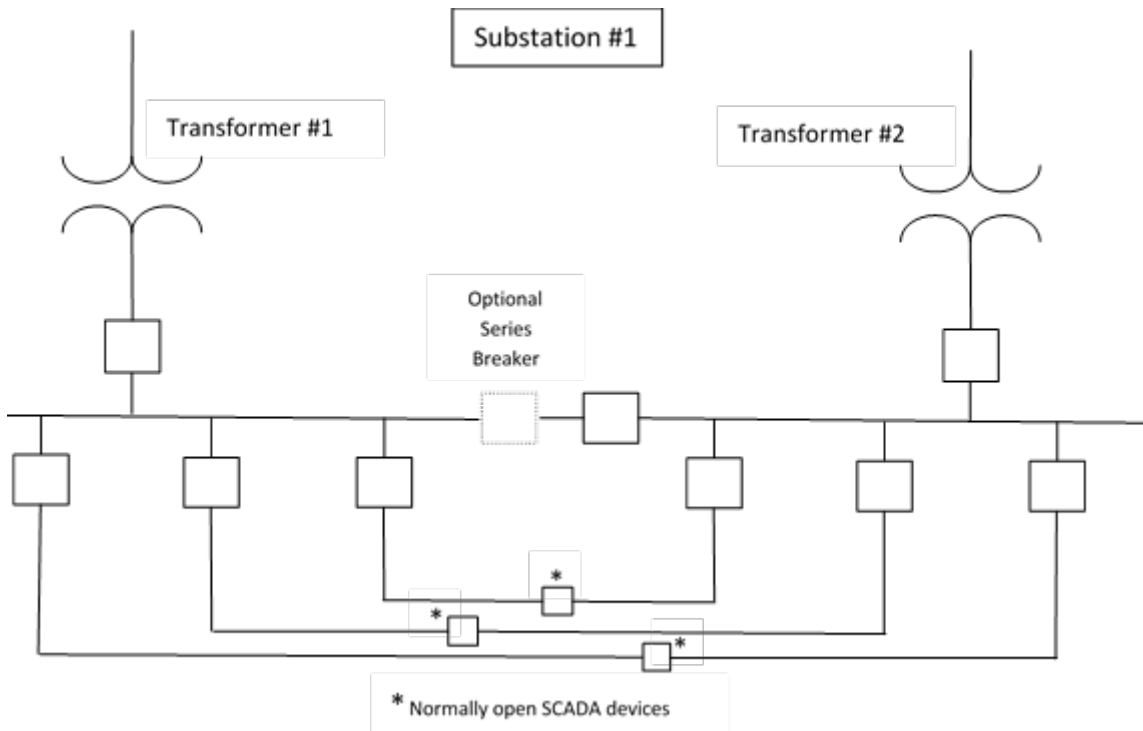 Substation #1
Transformer #1
Transformer #2
Optional
Series
Breaker
*
*
*
* Normally open SCADA devices